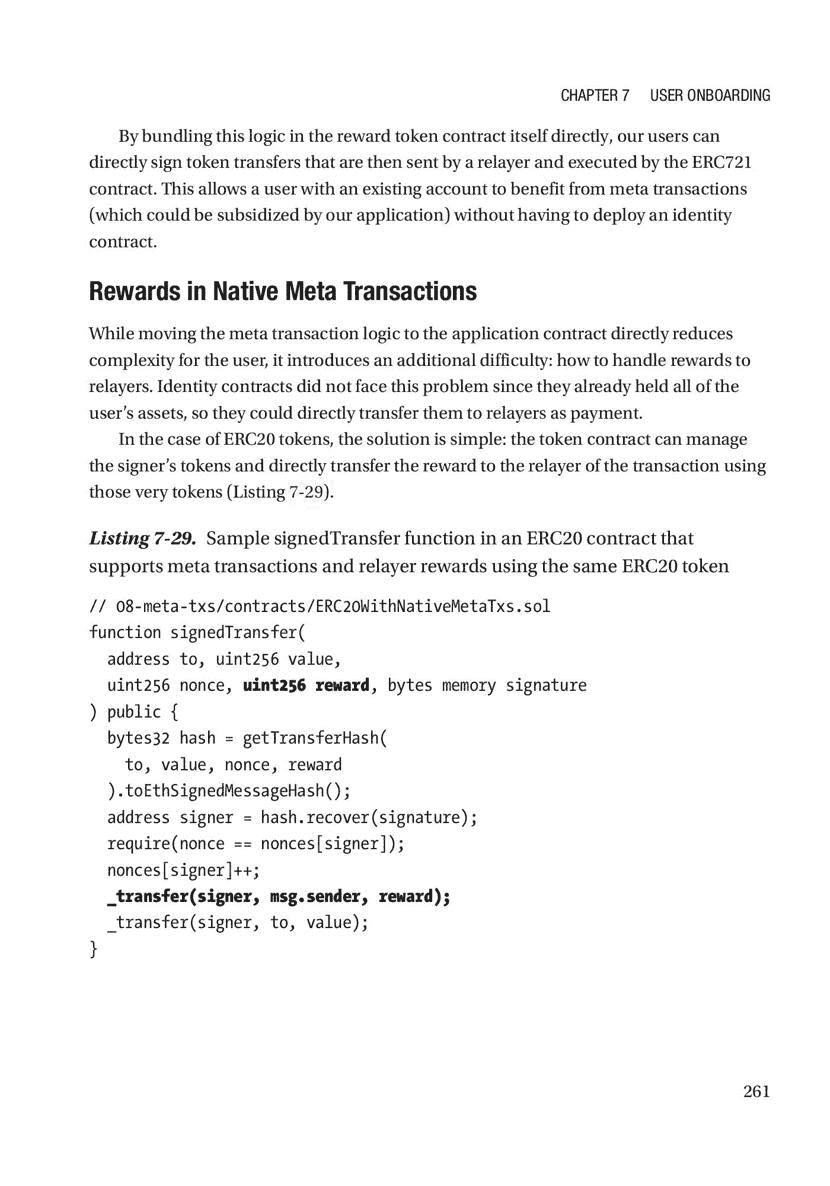 CHAPTER 7 USER ONBOARDING
By bundling this logic in the reward token contract itself directly, our users can
directly sign token transfers that are then sent by a relayer and executed by the ERC721
contract. This allows a user with an existing account to benefit from meta transactions
(which could be subsidized by our application) without having to deploy an identity
contract.
Rewards in Native Meta Transactions
While moving the meta transaction logic to the application contract directly reduces
complexity for the user, it introduces an additional difficulty: how to handle rewards to
relayers. Identity contracts did not face this problem since they already held all of the
user’s assets, so they could directly transfer them to relayers as payment.
In the case of ERC20 tokens, the solution is simple: the token contract can manage
the signer’s tokens and directly transfer the reward to the relayer of the transaction using
those very tokens (Listing 7-29).
Listing 7-29. Sample signedTransfer function in an ERC20 contract that
supports meta transactions and relayer rewards using the same ERC20 token
// 08-meta-txs/contracts/ERC20WithNativeMetaTxs.sol
function signedTransfer(
address to, uint256 value,
uint256 nonce, uint256 reward, bytes memory signature
) public {
bytes32 hash = getTransferHash(
to, value, nonce, reward
).toEthSignedMessageHash();
address signer = hash.recover(signature);
require(nonce == nonces[signer]);
nonces[signer]++;
_transfer(signer, msg.sender, reward);
_transfer(signer, to, value);
}
261